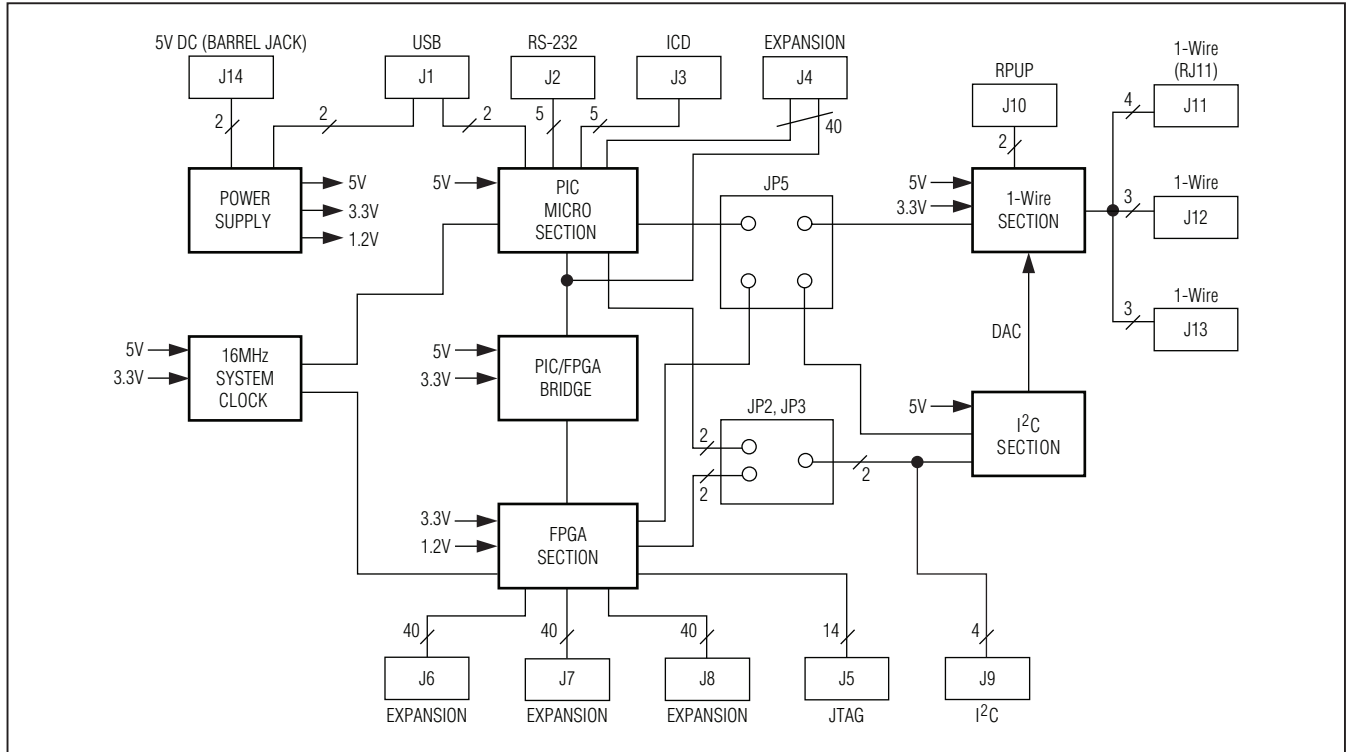 5V DC (BARREL JACK)
J14
2
USB
J1
2
2
RS-232
J2
5
ICD
J3
5
EXPANSION
J4
40
RPUP
J10
2
1-Wire
(RJ11)
J11
4
1-Wire
J12
3
1-Wire
J13
3
POWER
SUPPLY
5V
3.3V
1.2V
5V
PIC
MICRO
SECTION
JP5
5V
3.3V
1-Wire
SECTION
DAC
5V
3.3V
16MHz
SYSTEM
CLOCK
5V
3.3V
PIC/FPGA
BRIDGE
JP2, JP3
2
2
2
5V
I²C
SECTION
3.3V
1.2V
FPGA
SECTION
40
J6
EXPANSION
40
J7
EXPANSION
40
J8
EXPANSION
14
J5
JTAG
4
J9
I²C